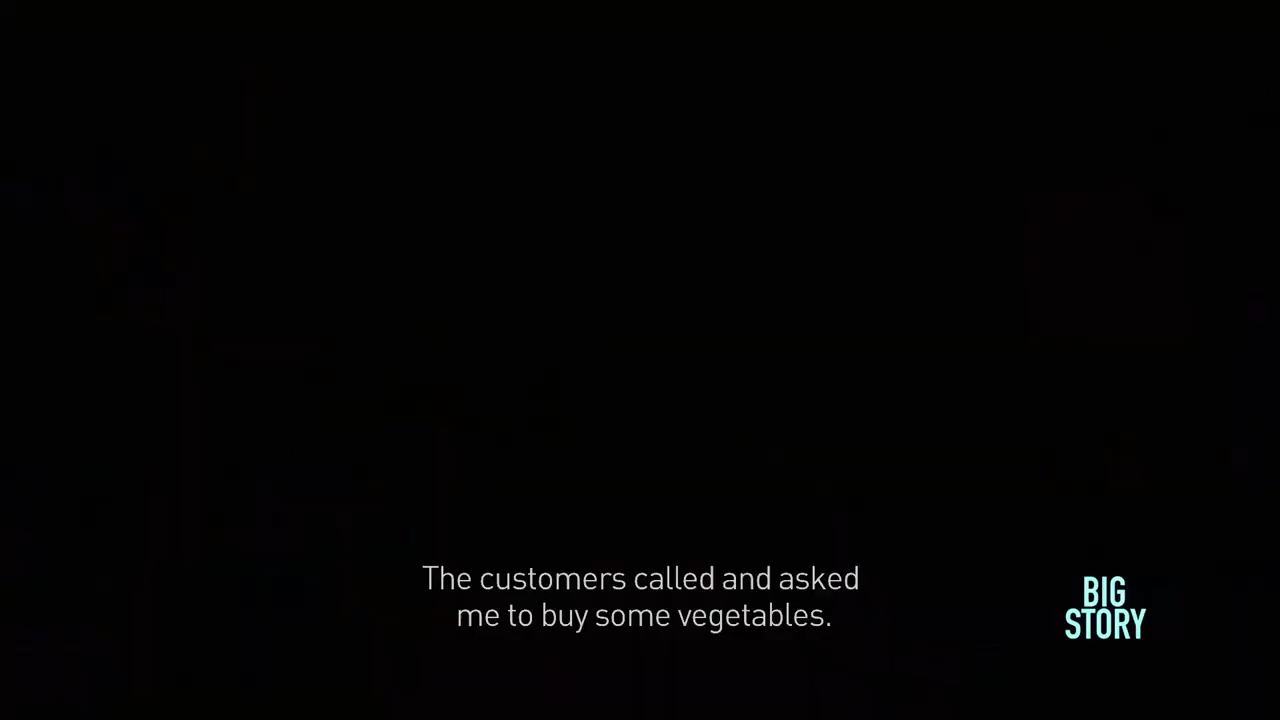 The customers called and asked
me to buy some vegetables.
BIG
STORY